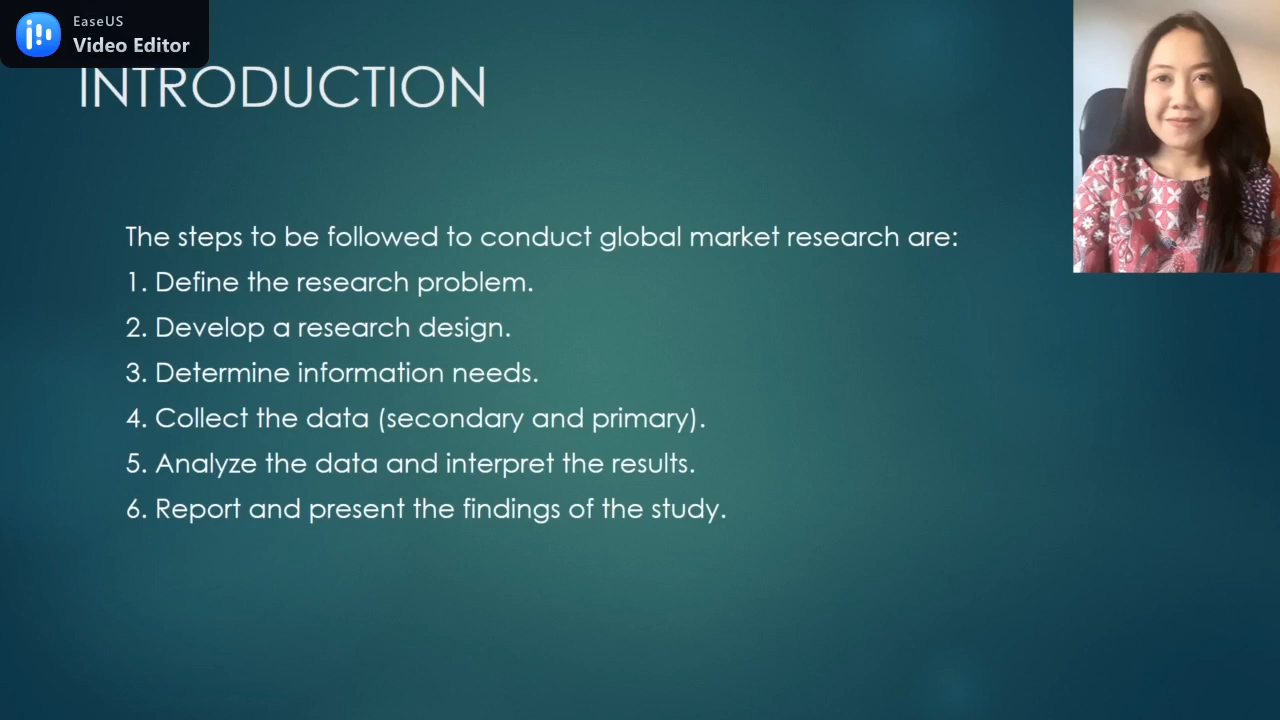 EaseUS
Video Editor
INTRODUCTION
The steps to be followed to conduct global market research are:
1. Define the research problem.
2. Develop a research design.
3. Determine information needs.
4. Collect the data (secondary and primary).
5. Analyze the data and interpret the results.
6. Report and present the findings of the study.